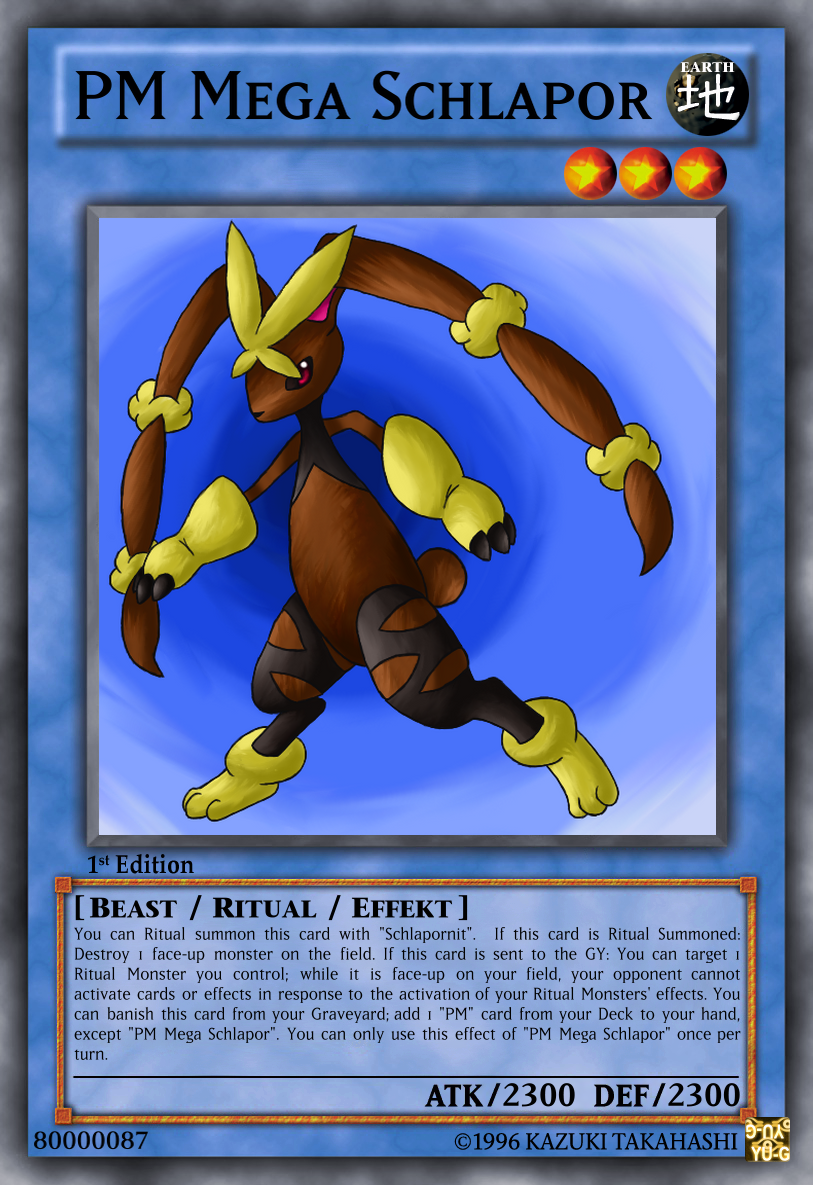 PM Mega Schlapor
EARTH
地
1st Edition
[ Beast / Ritual / Effekt ]
You can Ritual summon this card with "Schlapornit". If this card is Ritual Summoned:
Destroy 1 face-up monster on the field. If this card is sent to the GY: You can target 1
Ritual Monster you control; while it is face-up on your field, your opponent cannot
activate cards or effects in response to the activation of your Ritual Monsters' effects. You
can banish this card from your Graveyard; add 1 "PM" card from your Deck to your hand,
except "PM Mega Schlapor". You can only use this effect of "PM Mega Schlapor" once per
turn.
ATK/2300 DEF/2300
80000087
©1996 KAZUKI TAKAHASHI
YU-G